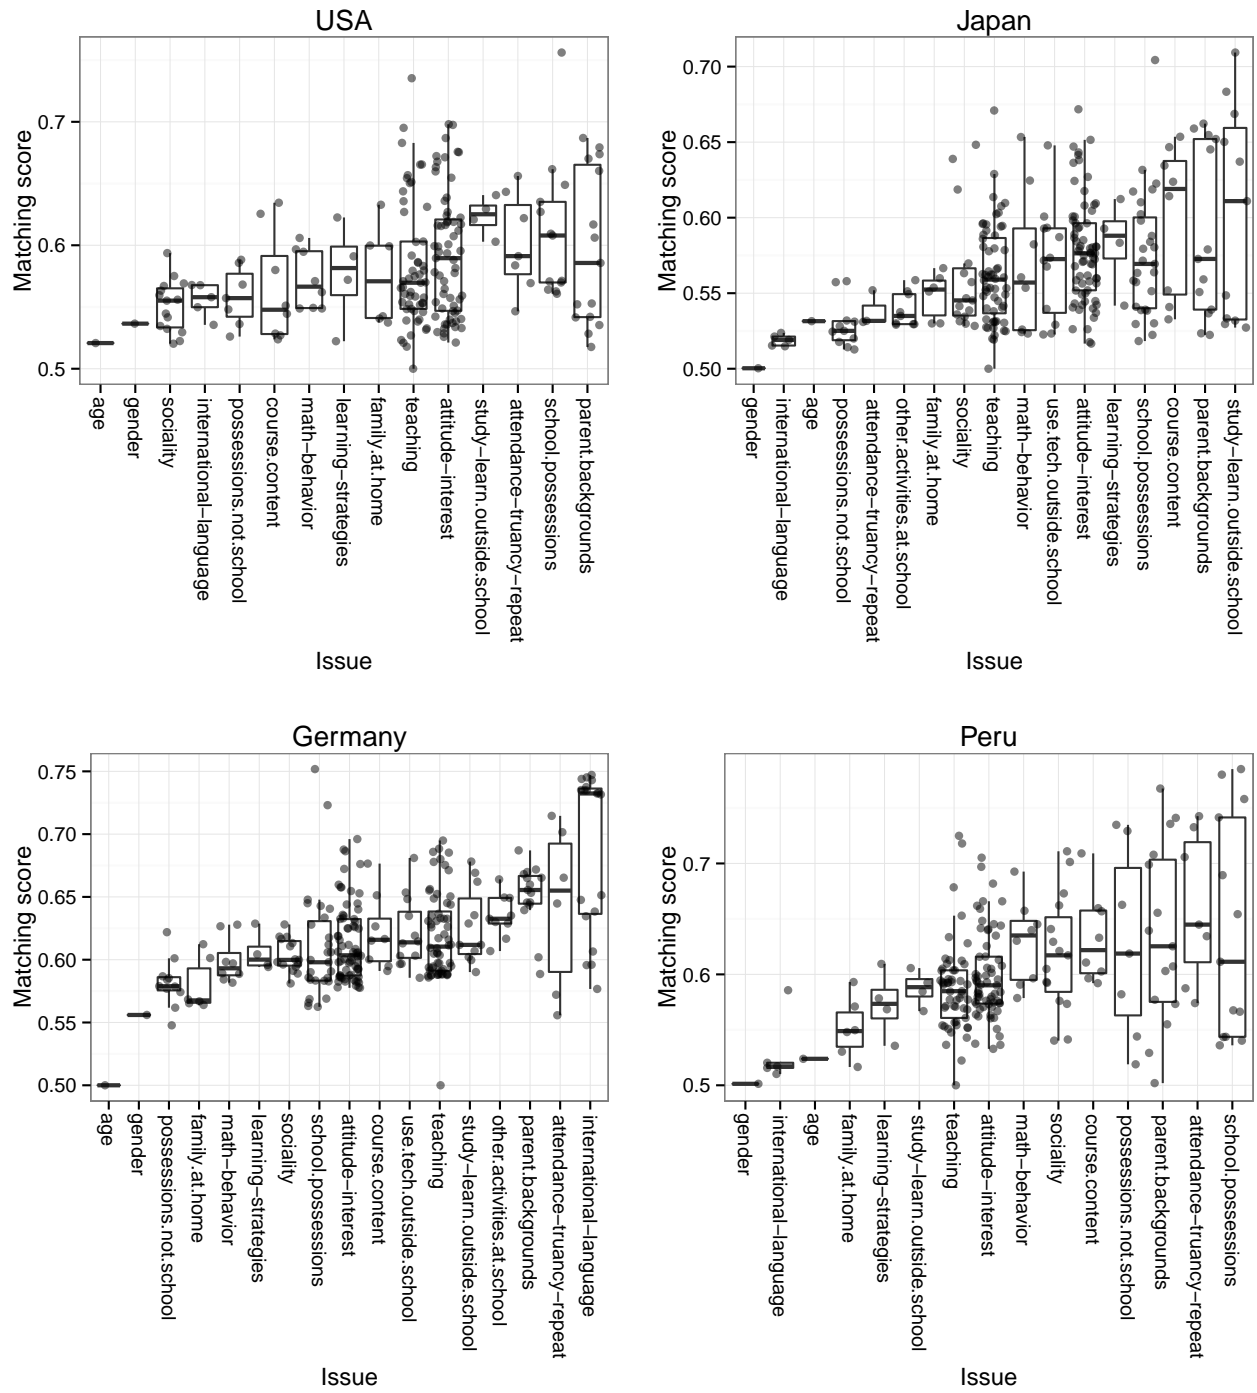 USA
Matching score
0.7
0.6
0.5
age
gender
sociality
international−language
possessions.not.school
course.content
math−behavior
learning−strategies
family.at.home
teaching
attitude−interest
study−learn.outside.school
attendance−truancy−repeat
school.possessions
parent.backgrounds
Issue
Japan
Matching score
0.70
0.65
0.60
0.55
0.50
gender
international−language
age
possessions.not.school
attendance−truancy−repeat
other.activities.at.school
family.at.home
sociality
teaching
math−behavior
use.tech.outside.school
attitude−interest
learning−strategies
school.possessions
course.content
parent.backgrounds
study−learn.outside.school
Issue
Germany
Matching score
0.75
0.70
0.65
0.60
0.55
0.50
age
gender
possessions.not.school
family.at.home
math−behavior
learning−strategies
sociality
school.possessions
attitude−interest
course.content
use.tech.outside.school
teaching
study−learn.outside.school
other.activities.at.school
parent.backgrounds
attendance−truancy−repeat
international−language
Issue
Peru
Matching score
0.7
0.6
0.5
gender
international−language
age
family.at.home
learning−strategies
study−learn.outside.school
teaching
attitude−interest
math−behavior
sociality
course.content
possessions.not.school
parent.backgrounds
attendance−truancy−repeat
school.possessions
Issue